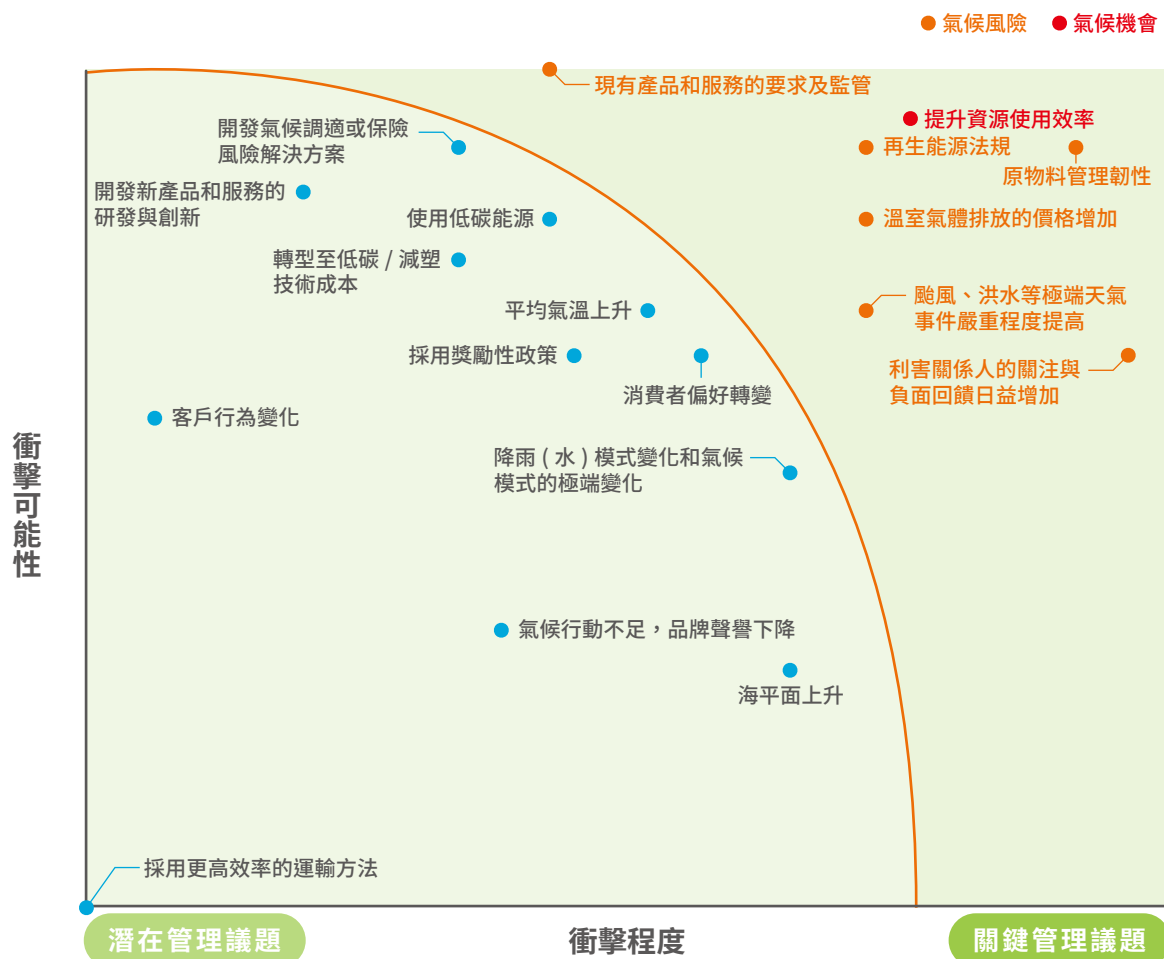 氣候風險
氣候機會
現有產品和服務的要求及監管
提升資源使用效率
開發氣候調適或保險
風險解決方案
再生能源法規
原物料管理韌性
開發新產品和服務的
研發與創新
使用低碳能源
溫室氣體排放的價格增加
轉型至低碳 / 減塑
技術成本
平均氣溫上升
颱風、洪水等極端天氣
事件嚴重程度提高
採用獎勵性政策
消費者偏好轉變
利害關係人的關注與
負面回饋日益增加
客戶行為變化
降雨 ( 水 ) 模式變化和氣候
模式的極端變化
衝擊可能性
氣候行動不足，品牌聲譽下降
海平面上升
採用更高效率的運輸方法
潛在管理議題
衝擊程度
關鍵管理議題